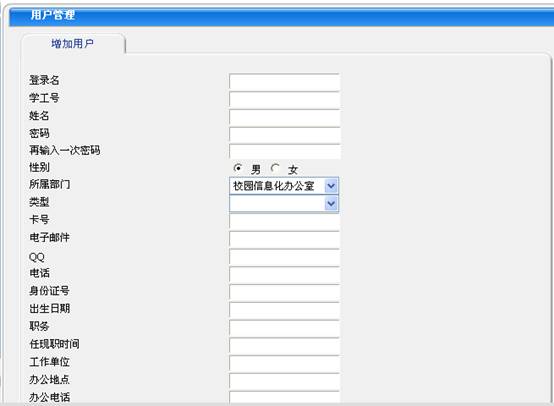 用户管理
增加用户
登录名
学工号
姓名
密码
再输入一次密码
性别 男 女
所属部门 校园信息化办公室
类型
卡号
电子邮件
QQ
电话
身份证号
出生日期
职务
任现职时间
工作单位
办公地点
办公电话